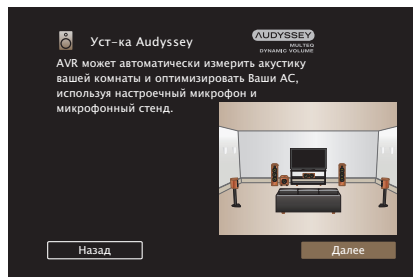 Уст-ка Audyssey
AUDYSSEY
MULTEQ
DYNAMIC VOLUME
AVR может автоматически измерить акустику
вашей комнаты и оптимизировать Ваши АС,
используя настроечный микрофон и
микрофонный стенд.
Назад
Далее